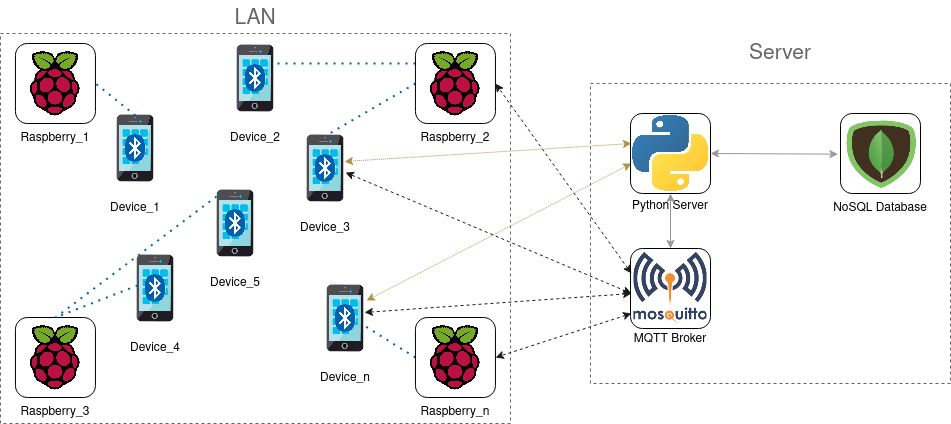 LAN
Server
Raspberry_1
Device_2
Raspberry_2
Device_1
Device_3
Python Server
NoSQL Database
Device_5
mosquitto
MQTT Broker
Device_4
Device_n
Raspberry_3
Raspberry_n